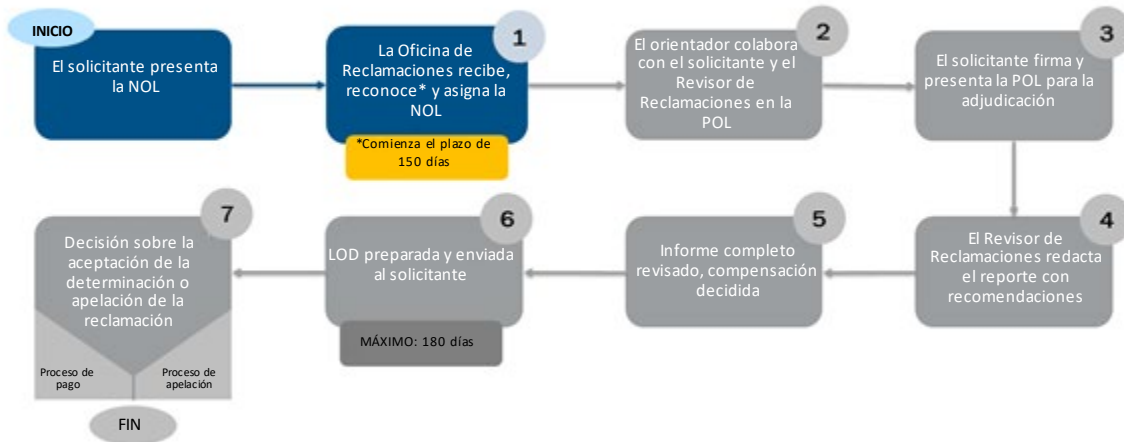 INICIO
El solicitante presenta
la NOL
1
La Oficina de
Reclamaciones recibe,
reconoce* y asigna la
NOL
*Comienza el plazo de
150 días
2
El orientador colabora
con el solicitante y el
Revisor de
Reclamaciones en la
POL
3
El solicitante firma y
presenta la POL para la
adjudicación
4
El Revisor de
Reclamaciones redacta
el reporte con
recomendaciones
5
Informe completo
revisado, compensación
decidida
6
LOD preparada y enviada
al solicitante
MÁXIMO: 180 días
7
Decisión sobre la
aceptación de la
determinación o
apelación de la
reclamación
Proceso de
pago
Proceso de
apelación
FIN